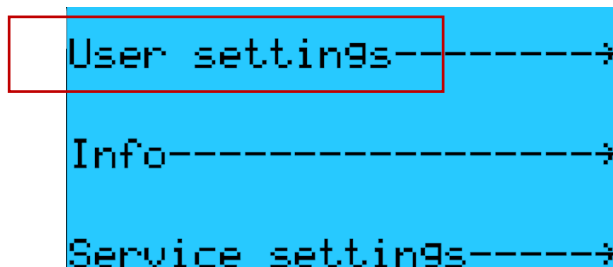 User settings--------→
Info-----------------→
Service settings-----→